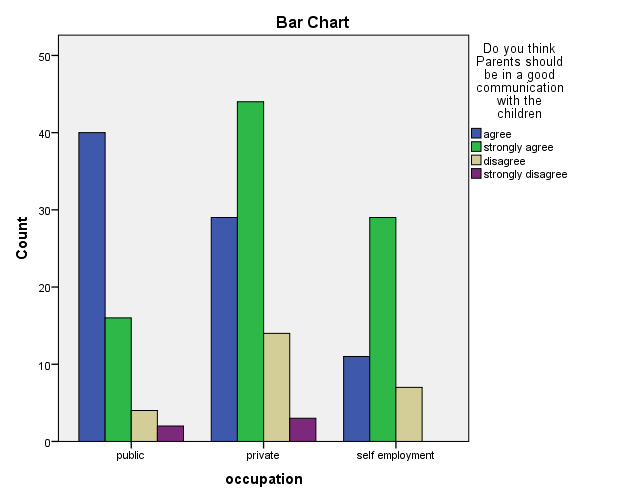 Bar Chart
Do you think
Parents should
be in a good
communication
with the
children
agree
strongly agree
disagree
strongly disagree
Count
50
40
30
20
10
0
public
private
self employment
occupation